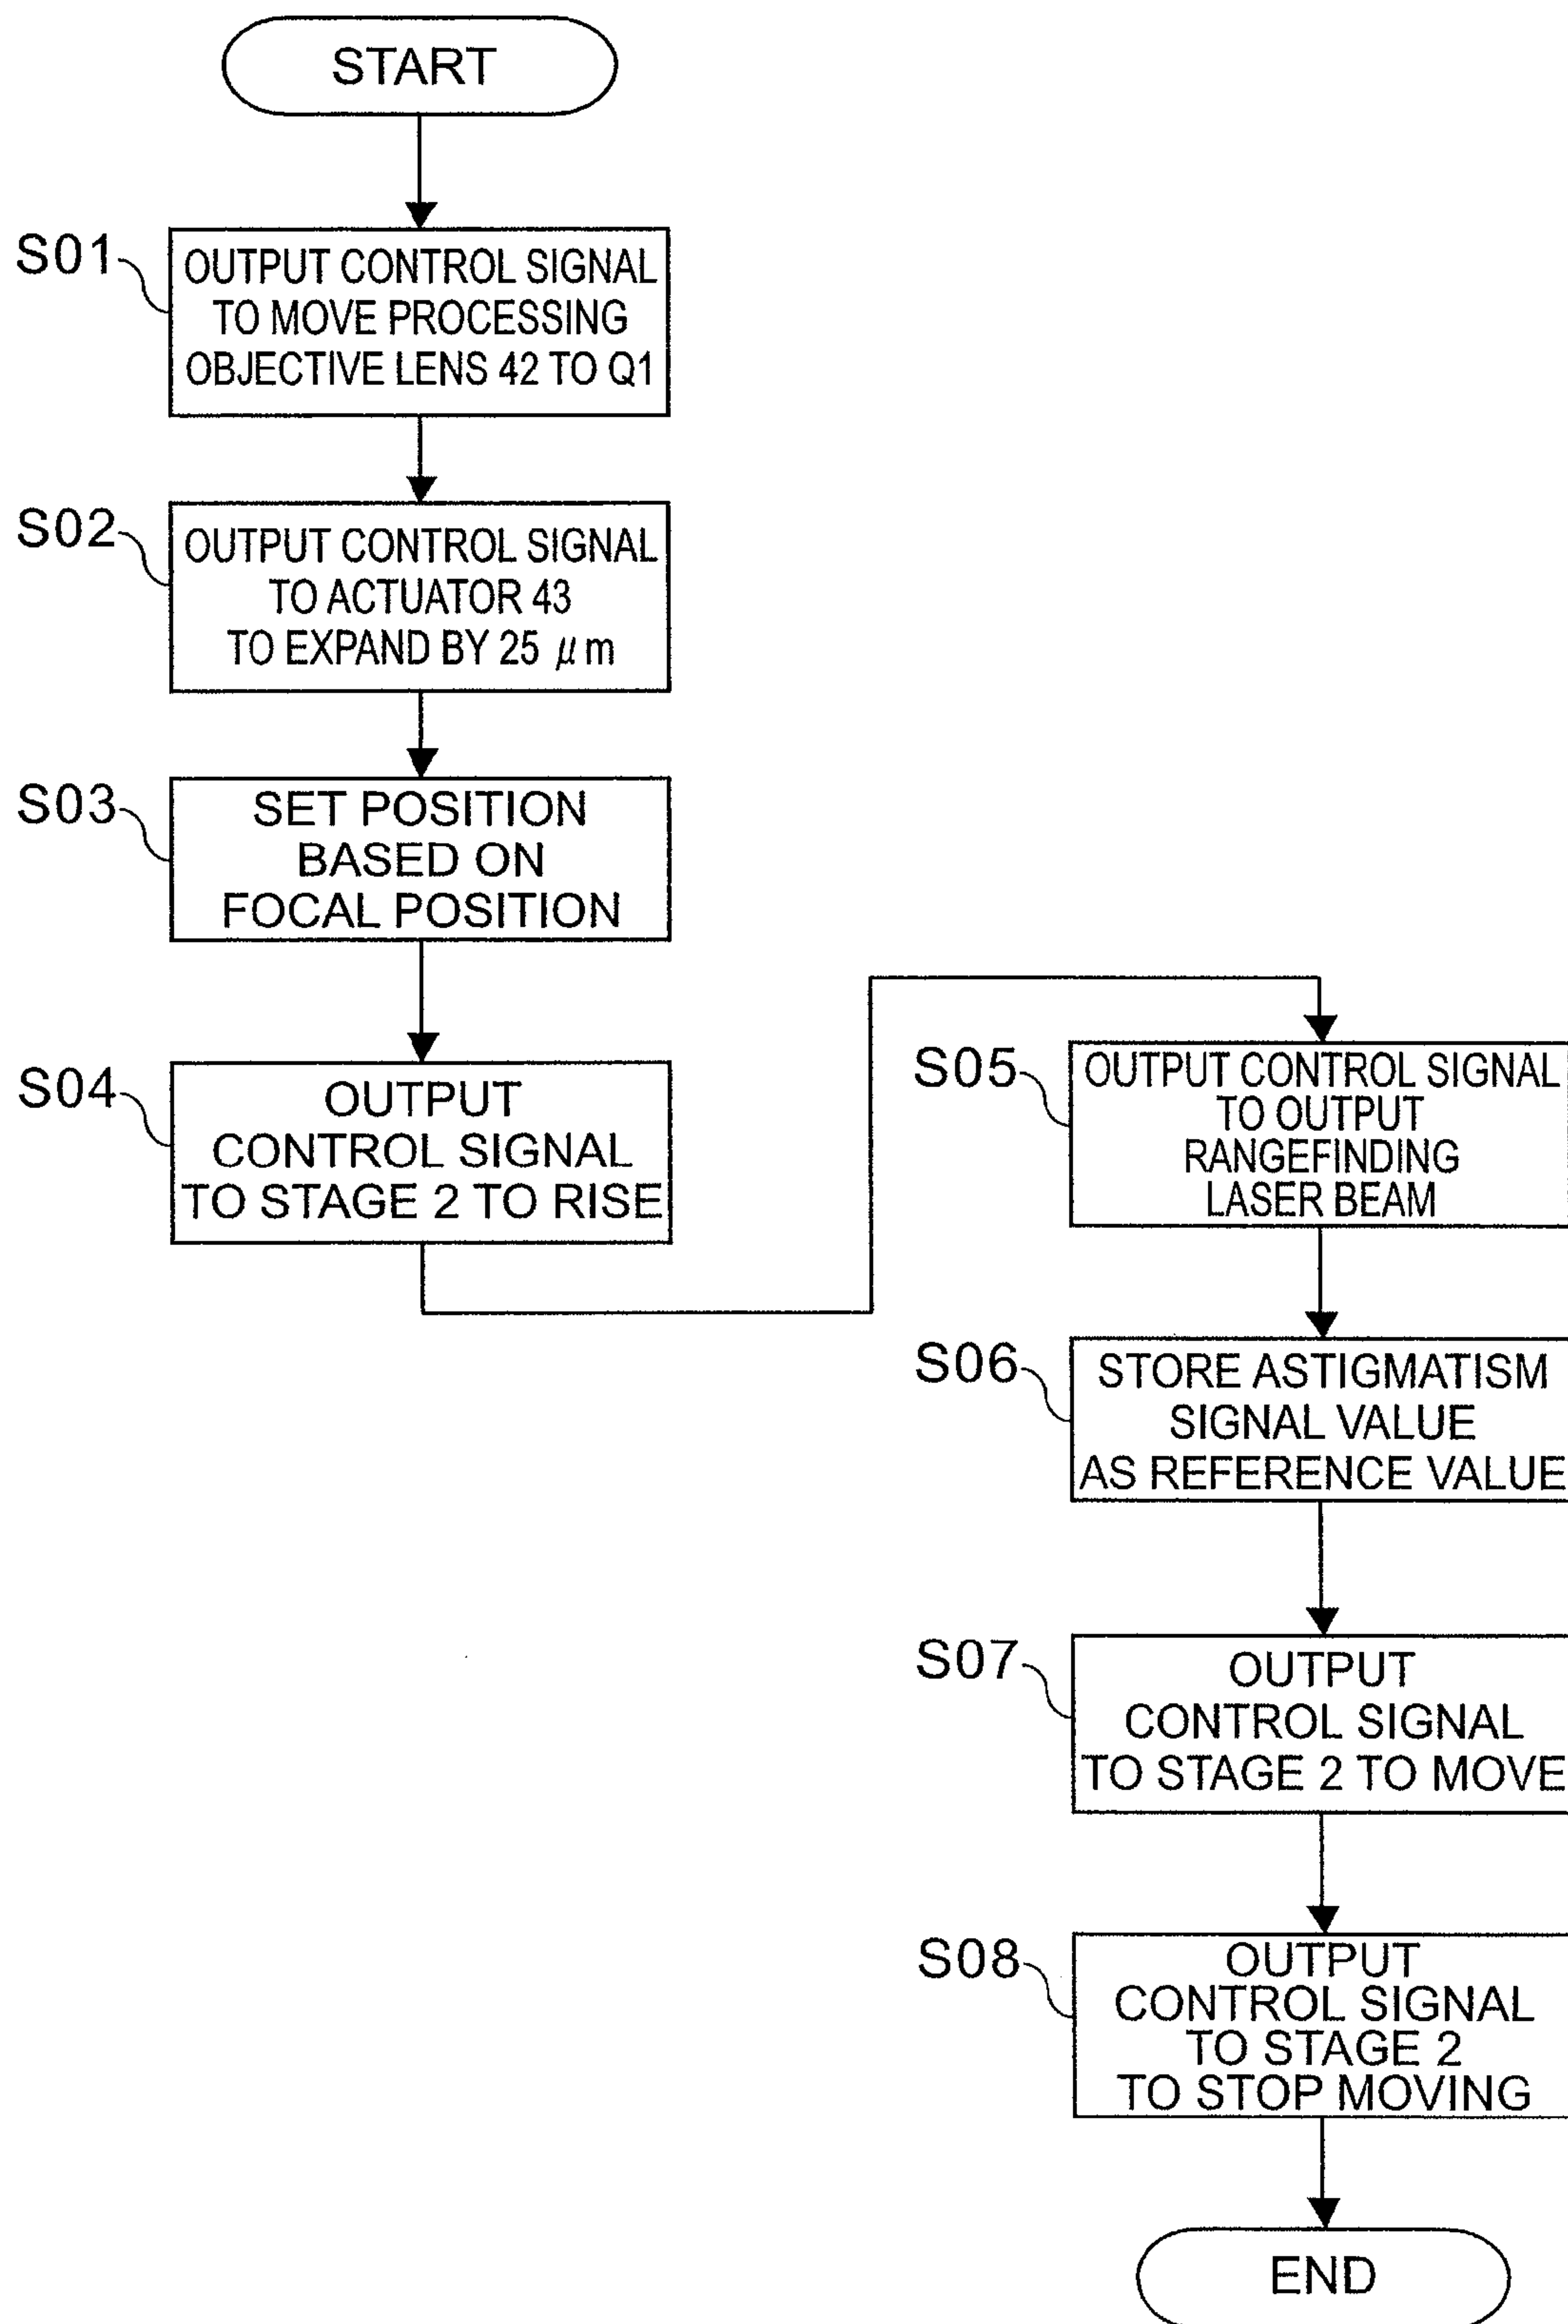 START
S01
OUTPUT CONTROL SIGNAL
TO MOVE PROCESSING
OBJECTIVE LENS 42 TO Q1
S02
OUTPUT CONTROL SIGNAL
TO ACTUATOR 43
TO EXPAND BY 25 μm
S03
SET POSITION
BASED ON
FOCAL POSITION
S04
OUTPUT
CONTROL SIGNAL
TO STAGE 2 TO RISE
S05
OUTPUT CONTROL SIGNAL
TO OUTPUT
RANGEFINDING
LASER BEAM
S06
STORE ASTIGMATISM
SIGNAL VALUE
AS REFERENCE VALUE
S07
OUTPUT
CONTROL SIGNAL
TO STAGE 2 TO MOVE
S08
OUTPUT
CONTROL SIGNAL
TO STAGE 2
TO STOP MOVING
END